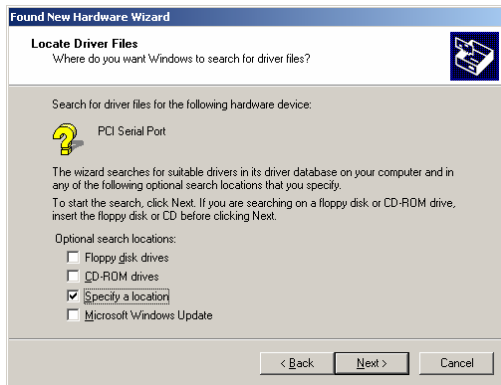 Found New Hardware Wizard
Locate Driver Files
Where do you want Windows to search for driver files?
Search for driver files for the following hardware device:
PCI Serial Port
The wizard searches for suitable drivers in its driver database on your computer and in
any of the following optional search locations that you specify.
To start the search, click Next. If you are searching on a floppy disk or CD-ROM drive,
insert the floppy disk or CD before clicking Next.
Optional search locations:
Floppy disk drives
CD-ROM drives
Specify a location
Microsoft Windows Update
< Back Next > Cancel